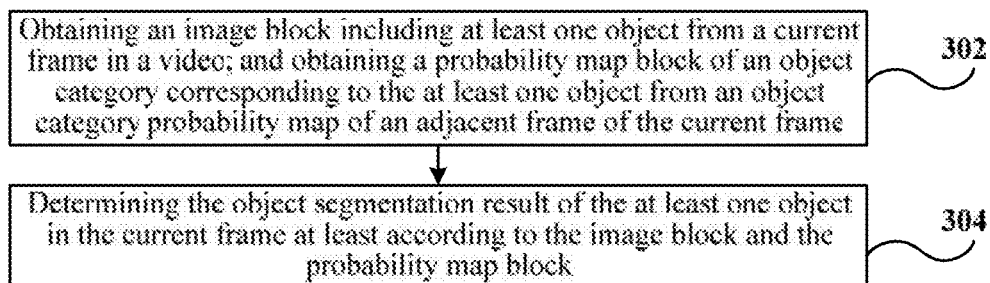 Obtaining an image block including at least one object from a current
frame in a video; and obtaining a probability map block of an object
category corresponding to the at least one object from an object
category probability map of an adjacent frame of the current frame
302
Determining the object segmentation result of the at least one object
in the current frame at least according to the image block and the
probability map block
304